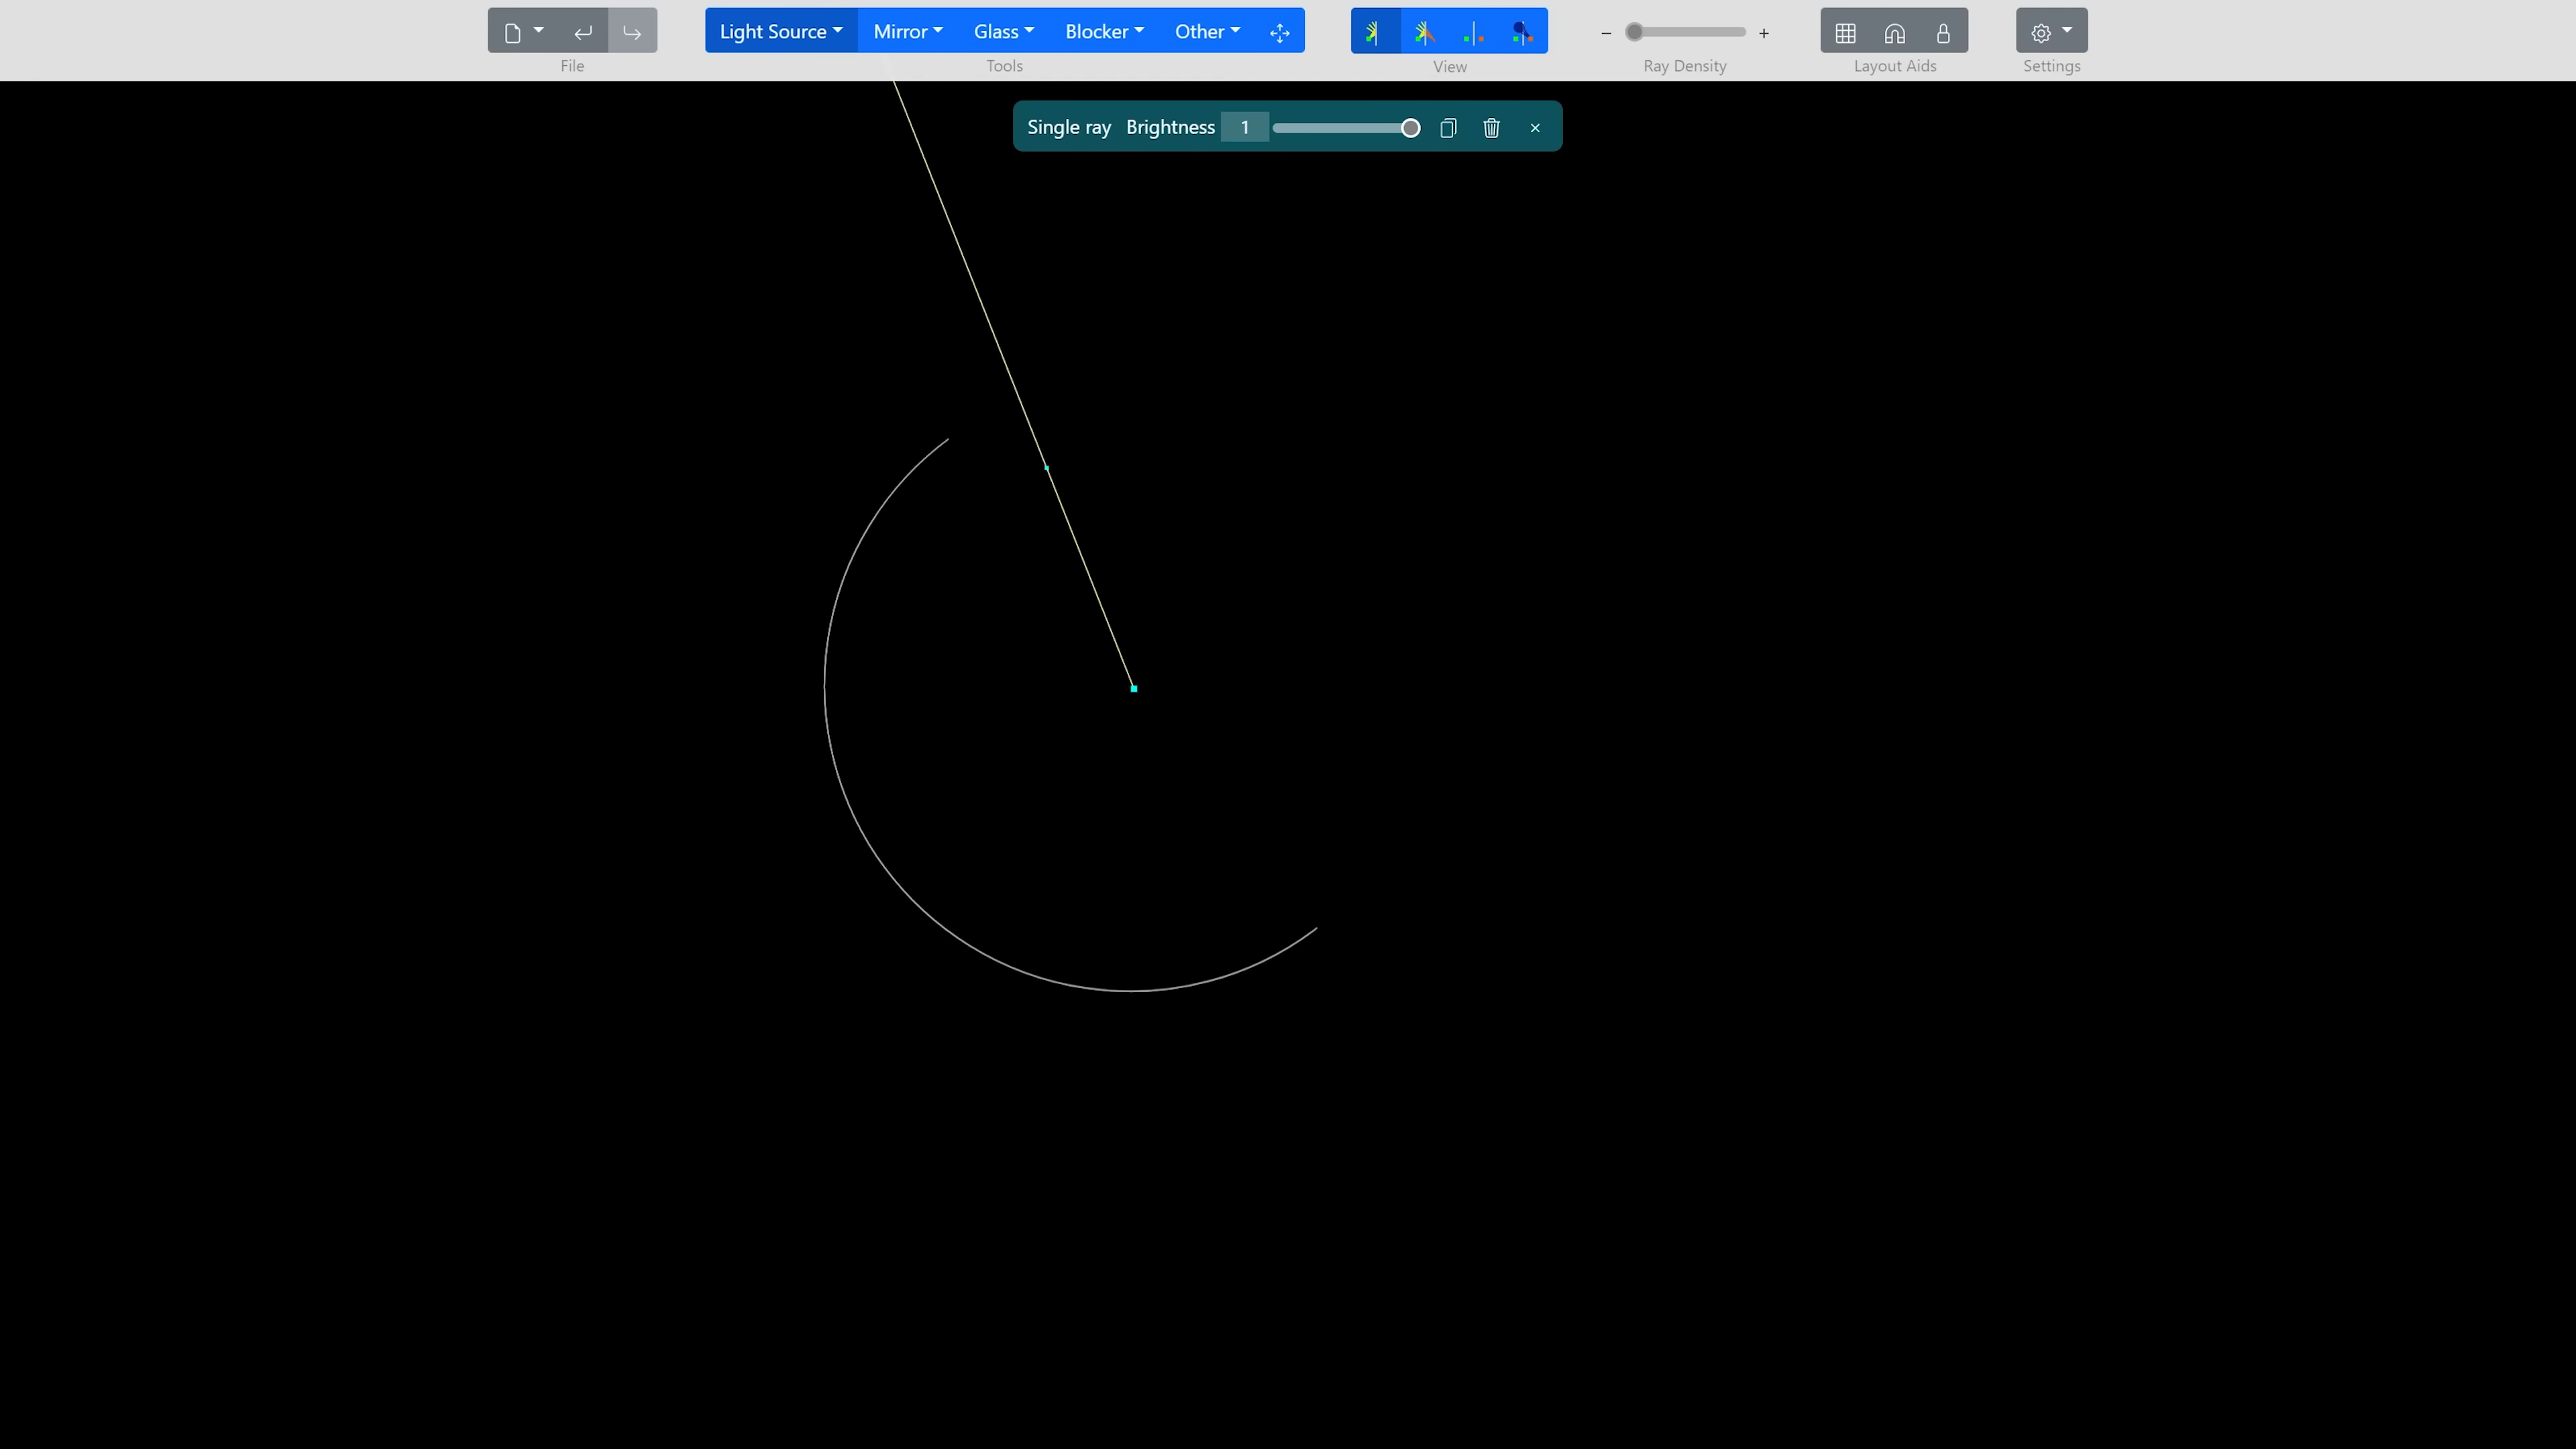 Light Source Mirror Glass Blocker Other
File Tools View Ray Density Layout Aids Settings
Single ray Brightness 1